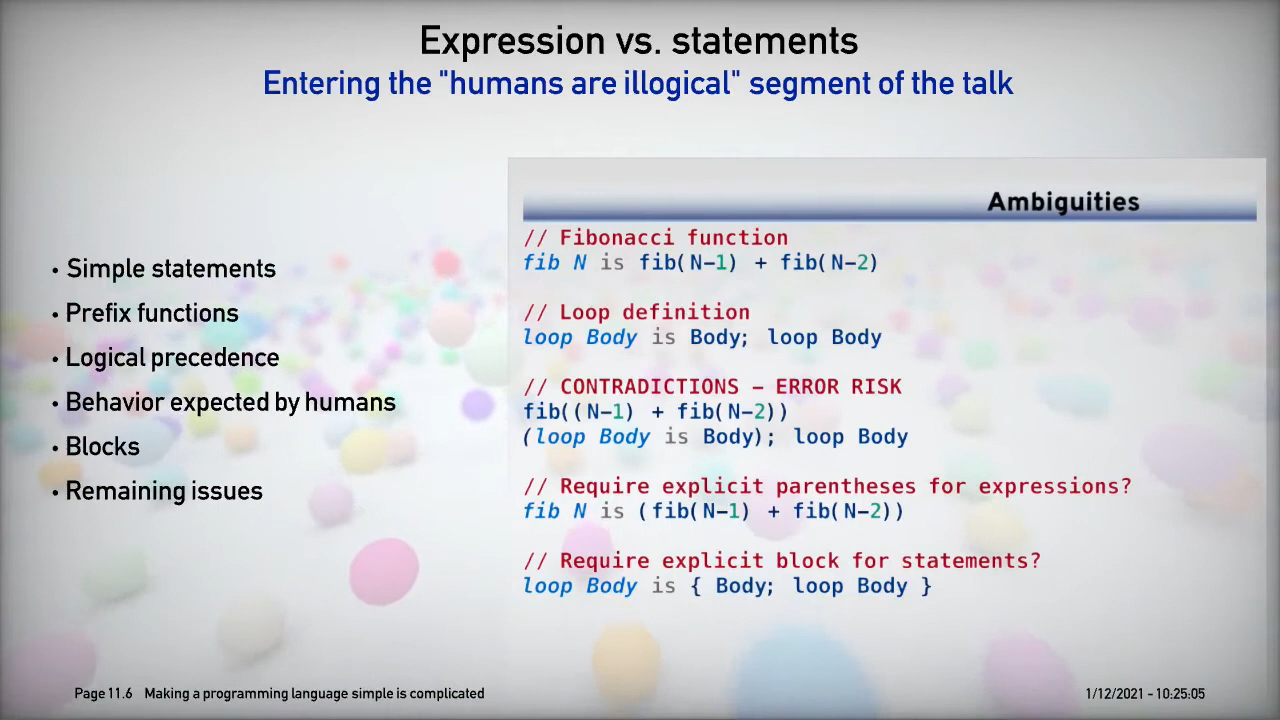 Expression vs. statements
Entering the "humans are illogical" segment of the talk
• Simple statements
• Prefix functions
• Logical precedence
• Behavior expected by humans
• Blocks
• Remaining issues
Ambiguities
// Fibonacci function
fib N is fib(N-1) + fib(N-2)
// Loop definition
loop Body is Body; loop Body
// CONTRADICTIONS - ERROR RISK
fib((N-1) + fib(N-2))
(loop Body is Body); loop Body
// Require explicit parentheses for expressions?
fib N is (fib(N-1) + fib(N-2))
// Require explicit block for statements?
loop Body is { Body; loop Body }
Page 11.6 Making a programming language simple is complicated
1/12/2021 - 10:25:05